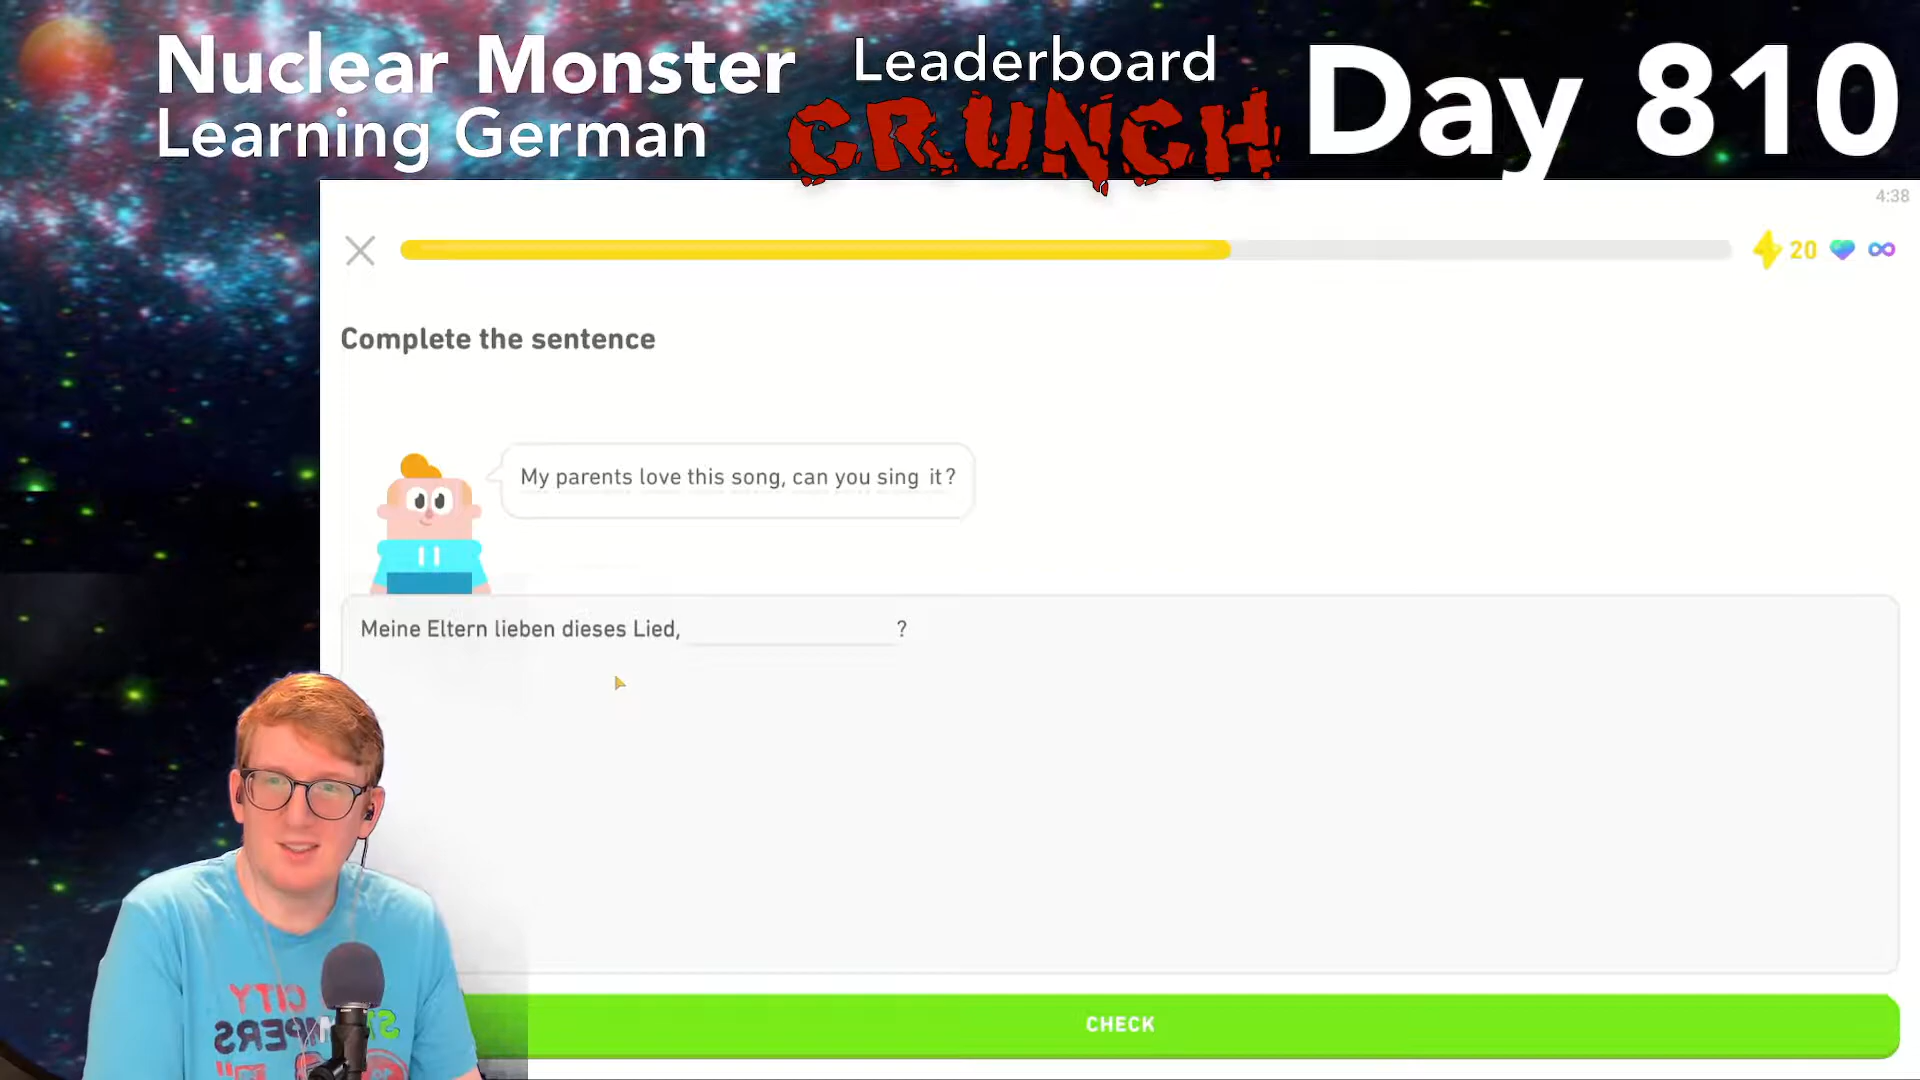 Nuclear Monster
Learning German
Leaderboard
CRUNCH
Day 810
4:38
20
Complete the sentence
My parents love this song, can you sing it?
Meine Eltern lieben dieses Lied, ?
CITY
CHECK